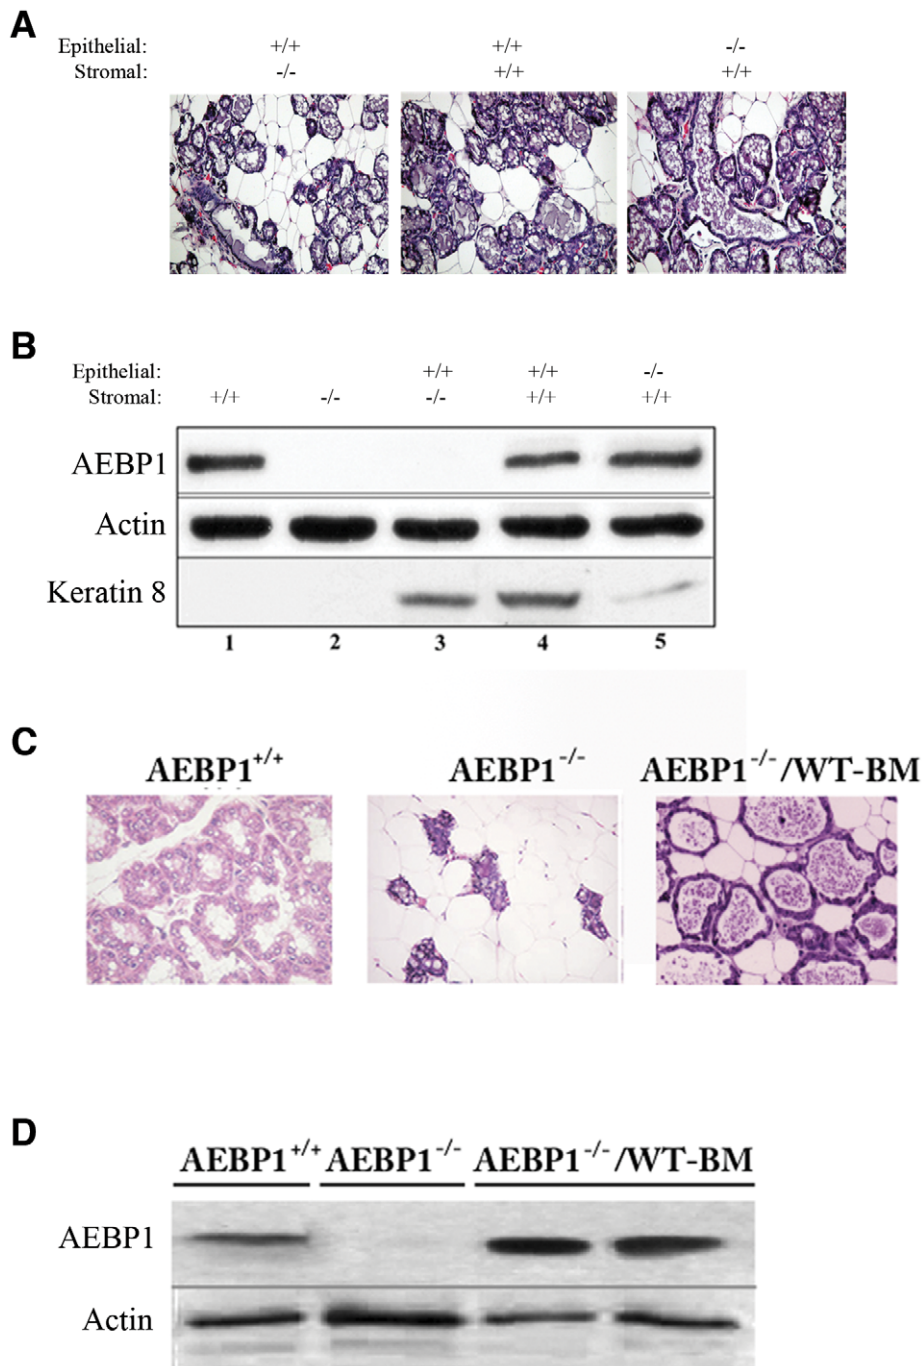 A
Epithelial: +/+ +/+ -/-
Stromal: -/- +/+ +/+
B
Epithelial: +/+ +/+ -/-
Stromal: +/+ -/- -/- +/+ +/+
AEBP1
Actin
Keratin 8
1 2 3 4 5
C
AEBP1+/+ AEBP1-/- AEBP1-/-/WT-BM
D
AEBP1+/+ AEBP1-/- AEBP1-/-/WT-BM
AEBP1
Actin